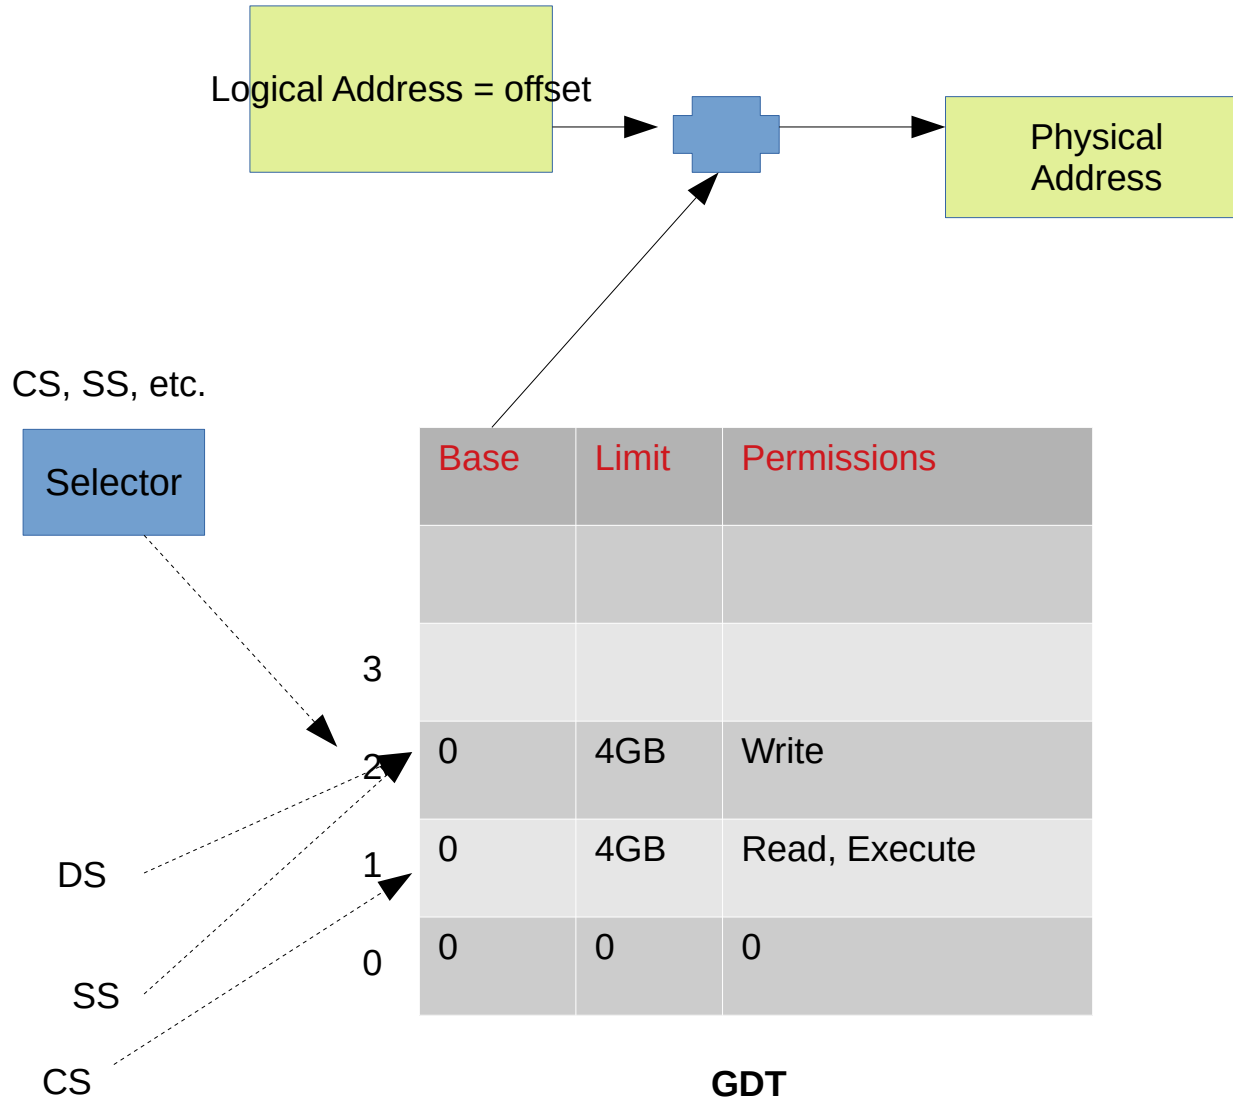 Logical Address = offset
Physical
Address
CS, SS, etc.
Selector
Base Limit Permissions
3
2 0 4GB Write
1 0 4GB Read, Execute
0 0 0 0
DS
SS
CS
GDT